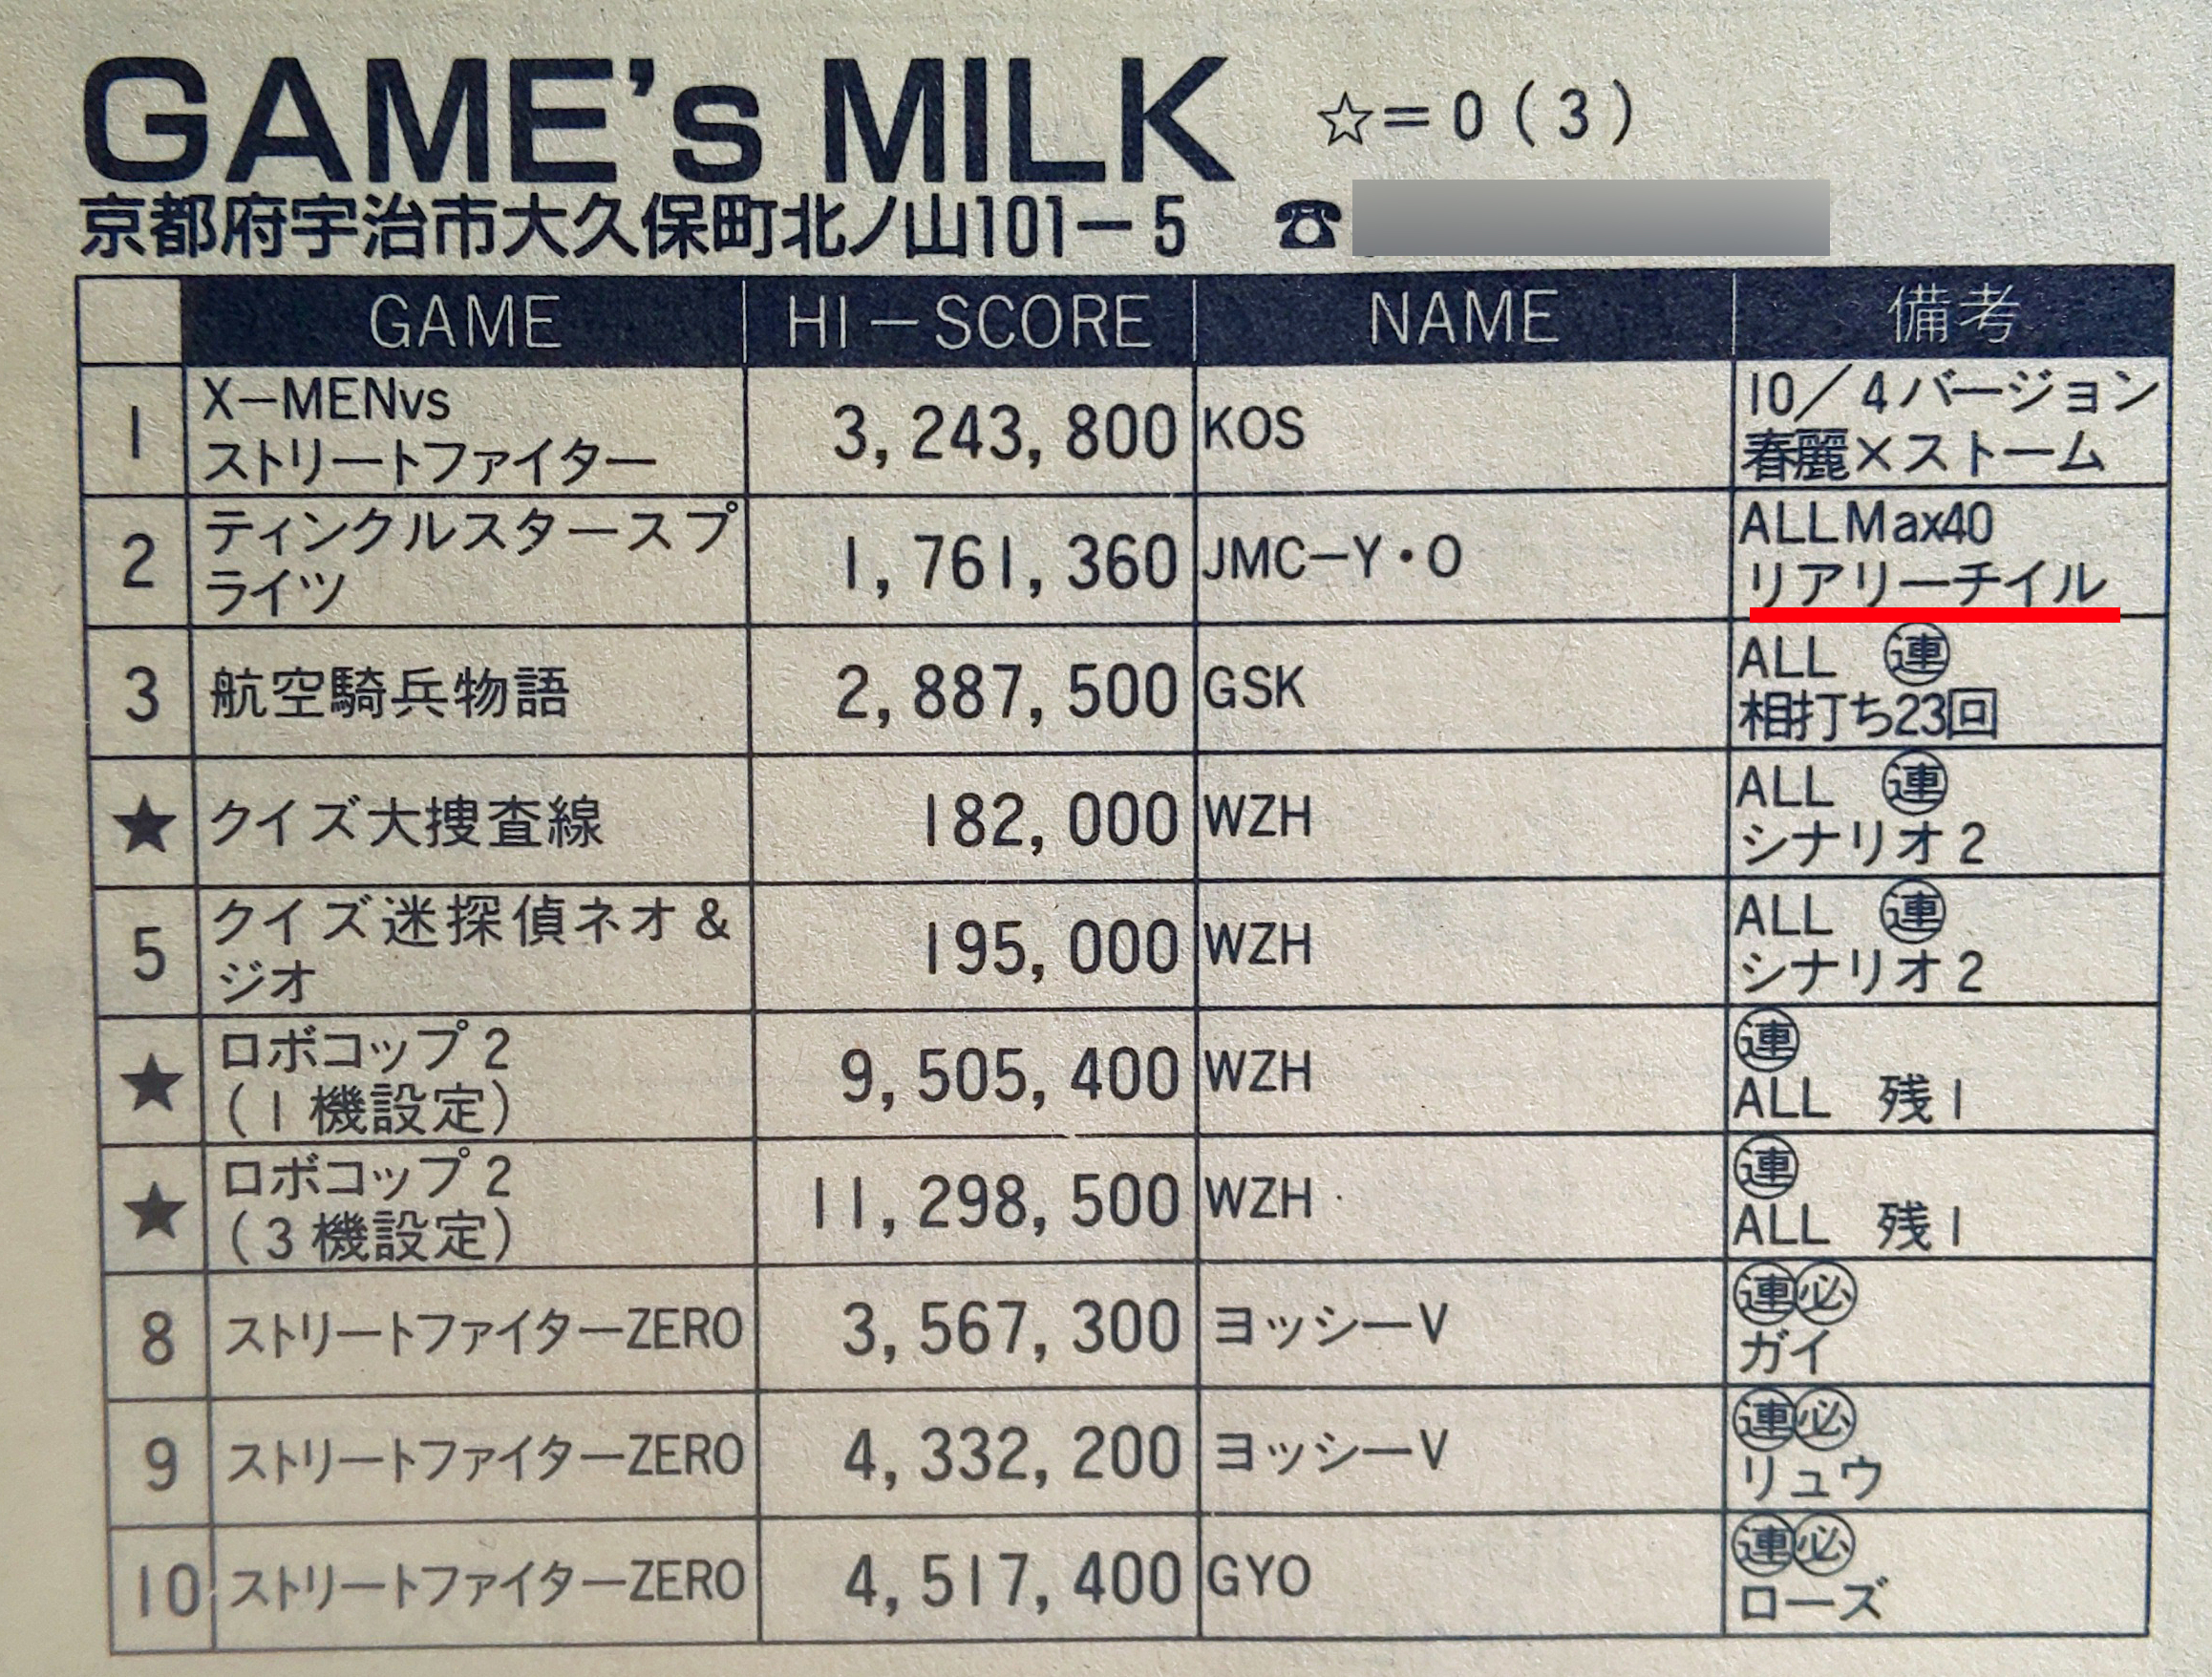 GAME's MILK ☆=0(3)
京都府宇治市大久保町北ノ山101-5 ☎
GAME HI-SCORE NAME 備考
1 X-MENvs
ストリートファイター 3,243,800 KOS 10/4バージョン
春麗×ストーム
2 ティンクルスタースプ
ライツ 1,761,360 JMC-Y・O ALLMax40
リアリーチイル
3 航空騎兵物語 2,887,500 GSK ALL ㊺連
相打ち23回
★ クイズ大捜査線 182,000 WZH ALL 連
シナリオ2
5 クイズ迷探偵ネオ&
ジオ 195,000 WZH ALL 連
シナリオ2
★ ロボコップ2
(1機設定) 9,505,400 WZH 連
ALL 残1
★ ロボコップ2
(3機設定) 11,298,500 WZH 連
ALL 残1
8 ストリートファイターZERO 3,567,300 ヨッシーV 連必
ガイ
9 ストリートファイターZERO 4,332,200 ヨッシーV 連必
リュウ
10 ストリートファイターZERO 4,517,400 GYO 連必
ローズ